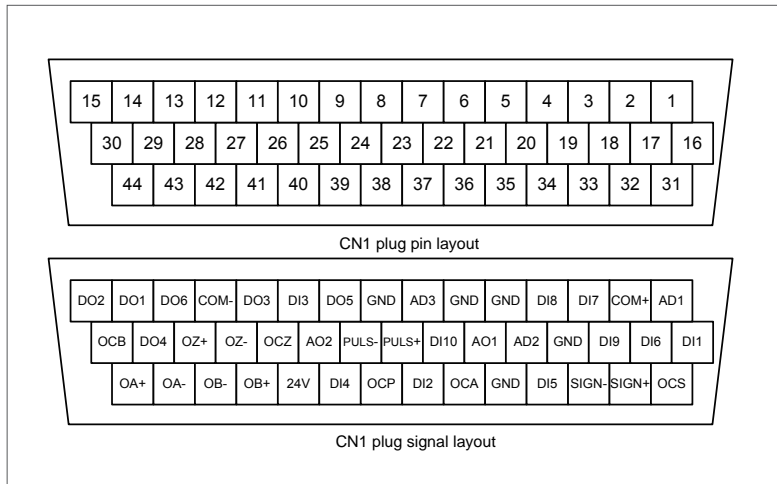 15 14 13 12 11 10 9 8 7 6 5 4 3 2 1
30 29 28 27 26 25 24 23 22 21 20 19 18 17 16
44 43 42 41 40 39 38 37 36 35 34 33 32 31
CN1 plug pin layout
DO2 DO1 DO6 COM- DO3 DI3 DO5 GND AD3 GND GND DI8 DI7 COM+ AD1
OCB DO4 OZ+ OZ- OCZ AO2 PULS- PULS+ DI10 AO1 AD2 GND DI9 DI6 DI1
OA+ OA- OB- OB+ 24V DI4 OCP DI2 OCA GND DI5 SIGN- SIGN+ OCS
CN1 plug signal layout